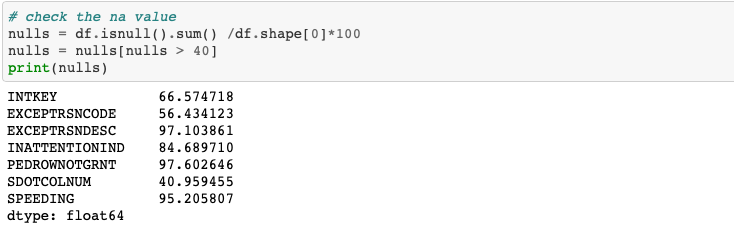 # check the na value
nulls = df.isnull().sum() /df.shape[0]*100
nulls = nulls[nulls > 40]
print(nulls)
INTKEY 66.574718
EXCEPTRSNCODE 56.434123
EXCEPTRSNDESC 97.103861
INATTENTIONIND 84.689710
PEDROWNOTGRNT 97.602646
SDOTCOLNUM 40.959455
SPEEDING 95.205807
dtype: float64